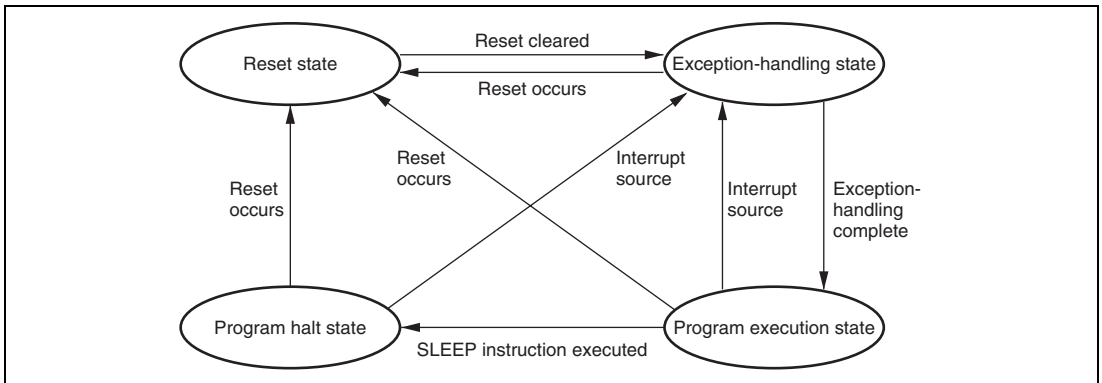 Reset cleared
Reset state
Exception-handling state
Reset occurs
Reset
occurs
Interrupt
source
Reset
occurs
Interrupt
source
Exception-
handling
complete
Program halt state
Program execution state
SLEEP instruction executed